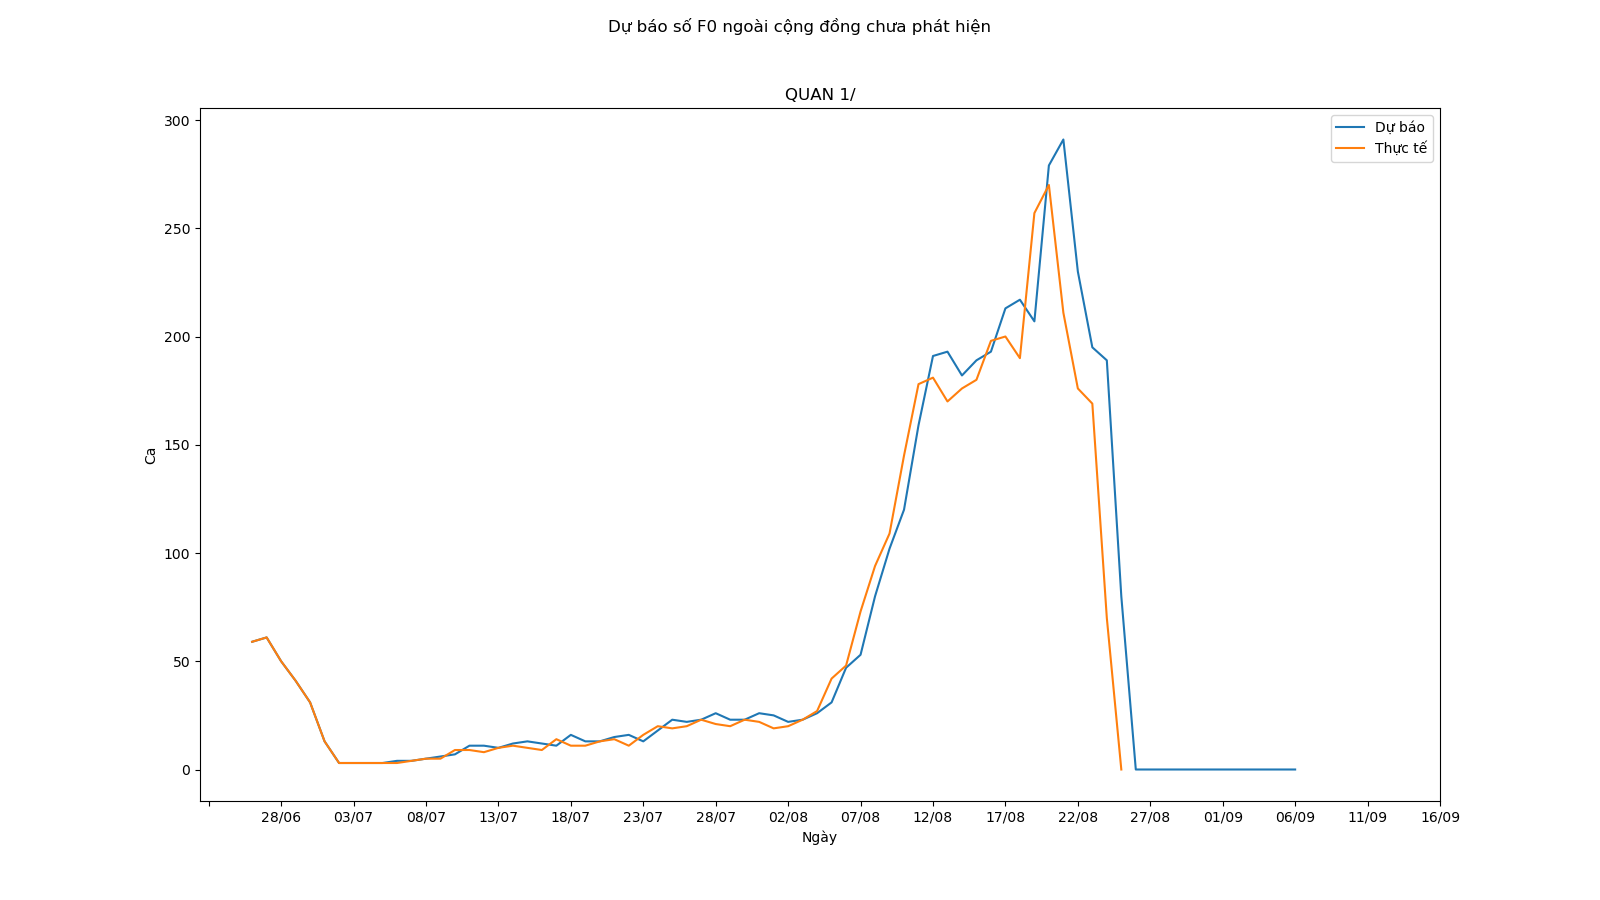 Dự báo số F0 ngoài cộng đồng chưa phát hiện
QUAN 1/
Dự báo
Thực tế
300
250
200
150
100
50
0
Ca
28/06 03/07 08/07 13/07 18/07 23/07 28/07 02/08 07/08 12/08 17/08 22/08 27/08 01/09 06/09 11/09 16/09
Ngày